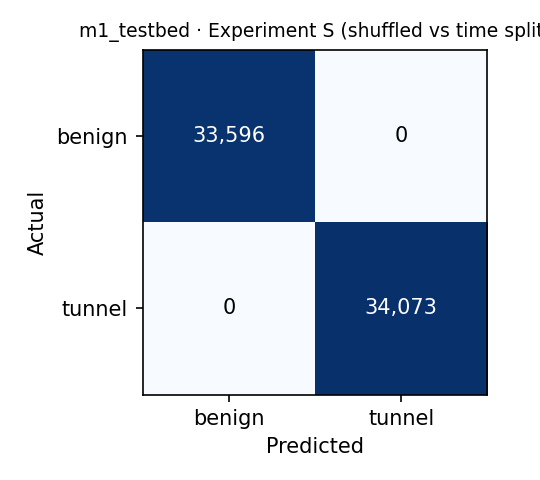 m1_testbed · Experiment S (shuffled vs time split
benign
33,596
0
Actual
tunnel
0
34,073
benign
tunnel
Predicted